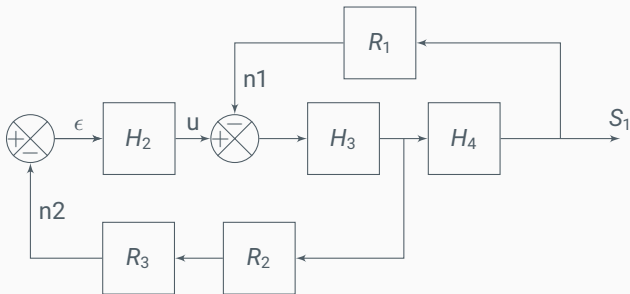 R₁
n1
+
−
ϵ
H₂
u
+
−
H₃
H₄
S₁
n2
R₃
R₂